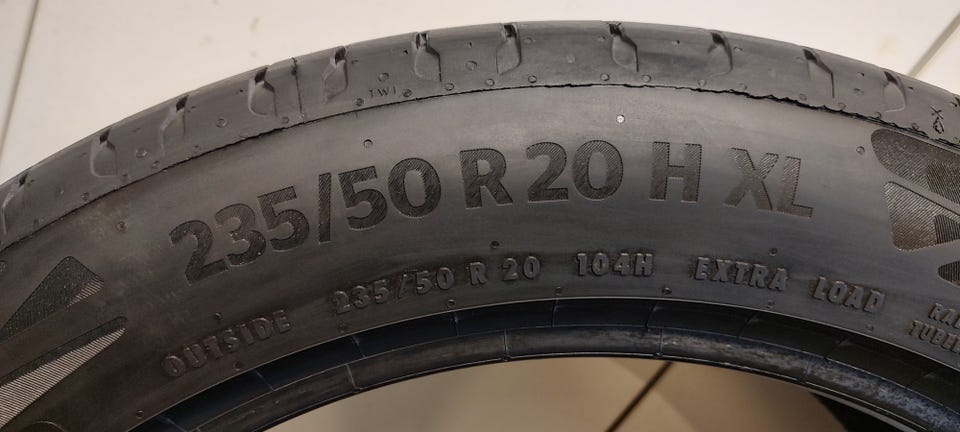 TWI
235/50 R 20 H XL
OUTSIDE 235/50 R 20 104H EXTRA LOAD